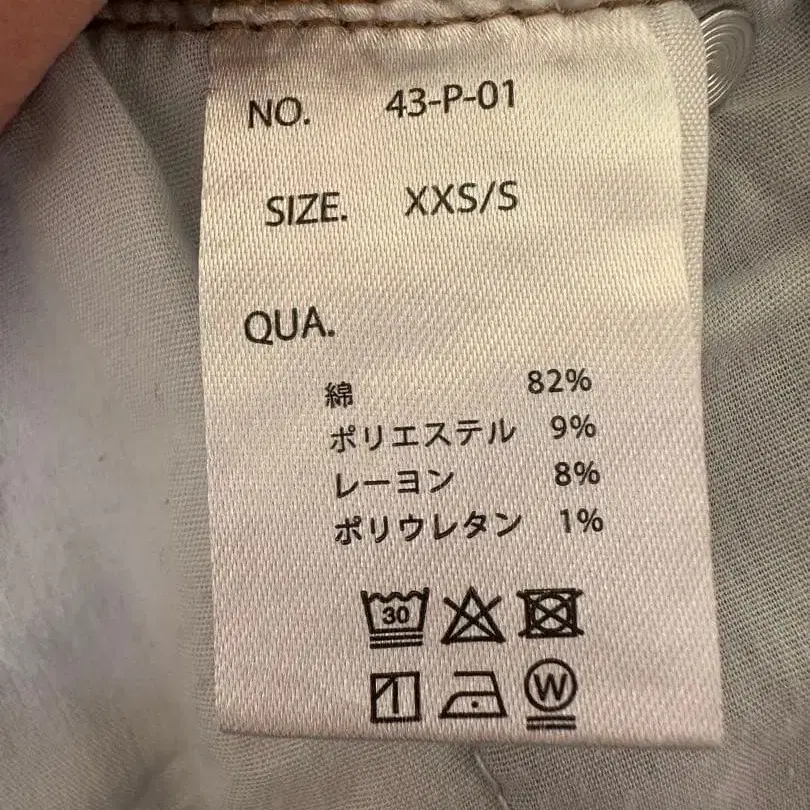 NO. 43-P-01
SIZE. XXS/S
QUA.
綿 82%
ポリエステル 9%
レーヨン 8%
ポリウレタン 1%
30
W